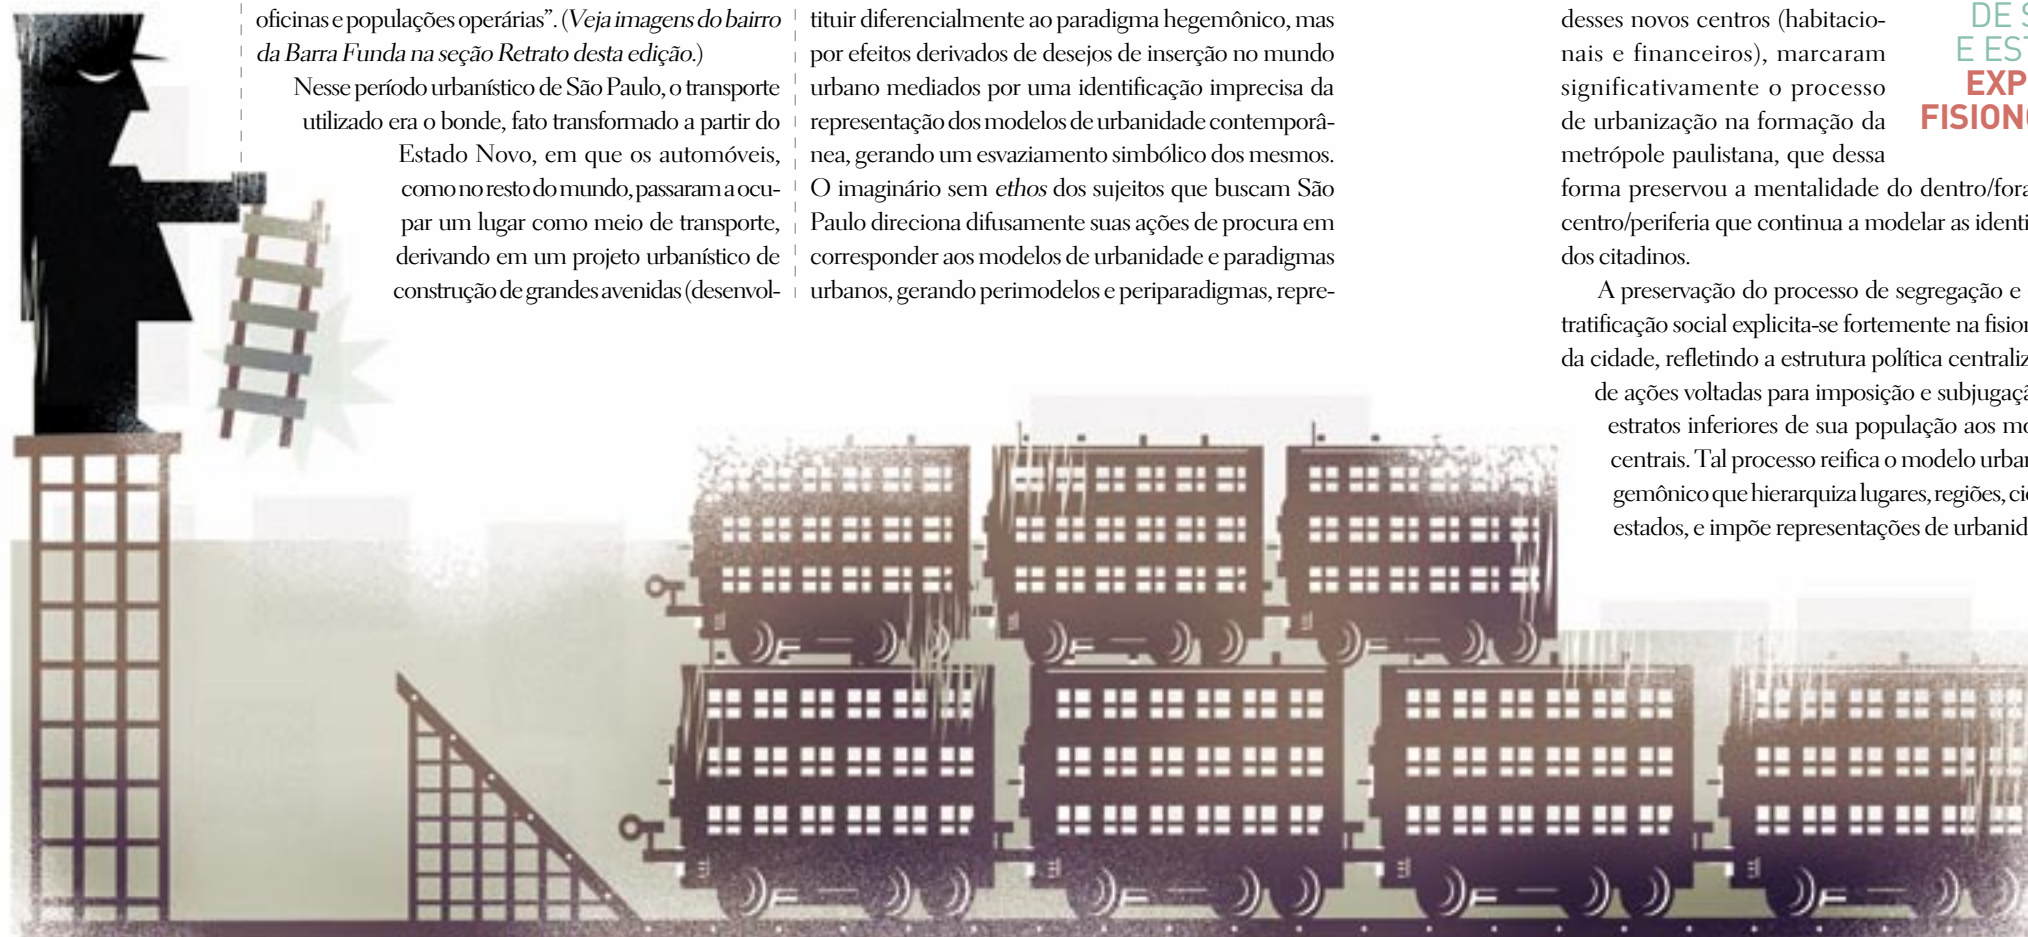 oficinas e populações operárias”. (Veja imagens do bairro
da Barra Funda na seção Retrato desta edição.)
Nesse período urbanístico de São Paulo, o transporte
utilizado era o bonde, fato transformado a partir do
Estado Novo, em que os automóveis,
como no resto do mundo, passaram a ocu-
par um lugar como meio de transporte,
derivando em um projeto urbanístico de
construção de grandes avenidas (desenvol-
tituir diferencialmente ao paradigma hegemônico, mas
por efeitos derivados de desejos de inserção no mundo
urbano mediados por uma identificação imprecisa da
representação dos modelos de urbanidade contemporâ-
nea, gerando um esvaziamento simbólico dos mesmos.
O imaginário sem ethos dos sujeitos que buscam São
Paulo direciona difusamente suas ações de procura em
corresponder aos modelos de urbanidade e paradigmas
urbanos, gerando perimodelos e periparadigmas, repre-
desses novos centros (habitacio-
nais e financeiros), marcaram
significativamente o processo
de urbanização na formação da
metrópole paulistana, que dessa
forma preservou a mentalidade do dentro/fora
centro/periferia que continua a modelar as identi
dos citadinos.
A preservação do processo de segregação e
tratificação social explicita-se fortemente na fision
da cidade, refletindo a estrutura política centraliz
de ações voltadas para imposição e subjugaçã
estratos inferiores de sua população aos mo
centrais. Tal processo reifica o modelo urba
gemônico que hierarquiza lugares, regiões, ci
estados, e impõe representações de urbanid
DE S
E EST
EXP
FISION